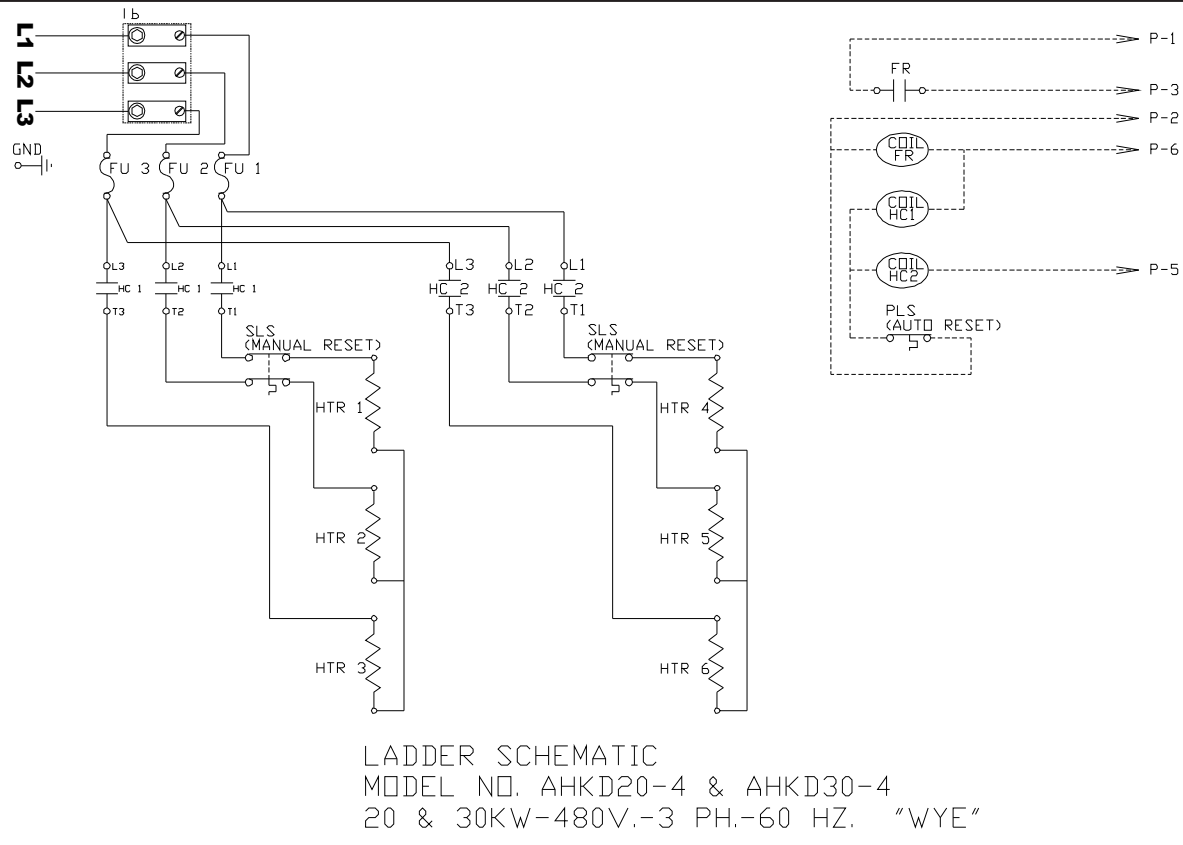 1b
L1
L2
L3
GND
FU 3
FU 2
FU 1
L3
L2
L1
HC 1
HC 1
HC 1
T3
T2
T1
L3
L2
L1
HC 2
HC 2
HC 2
T3
T2
T1
SLS
(MANUAL RESET)
SLS
(MANUAL RESET)
HTR 1
HTR 2
HTR 3
HTR 4
HTR 5
HTR 6
P-1
FR
P-3
P-2
COIL
FR
P-6
COIL
HC1
COIL
HC2
P-5
PLS
(AUTO RESET)
LADDER SCHEMATIC
MODEL NO. AHKD20-4 & AHKD30-4
20 & 30KW-480V.-3 PH.-60 HZ. "WYE"